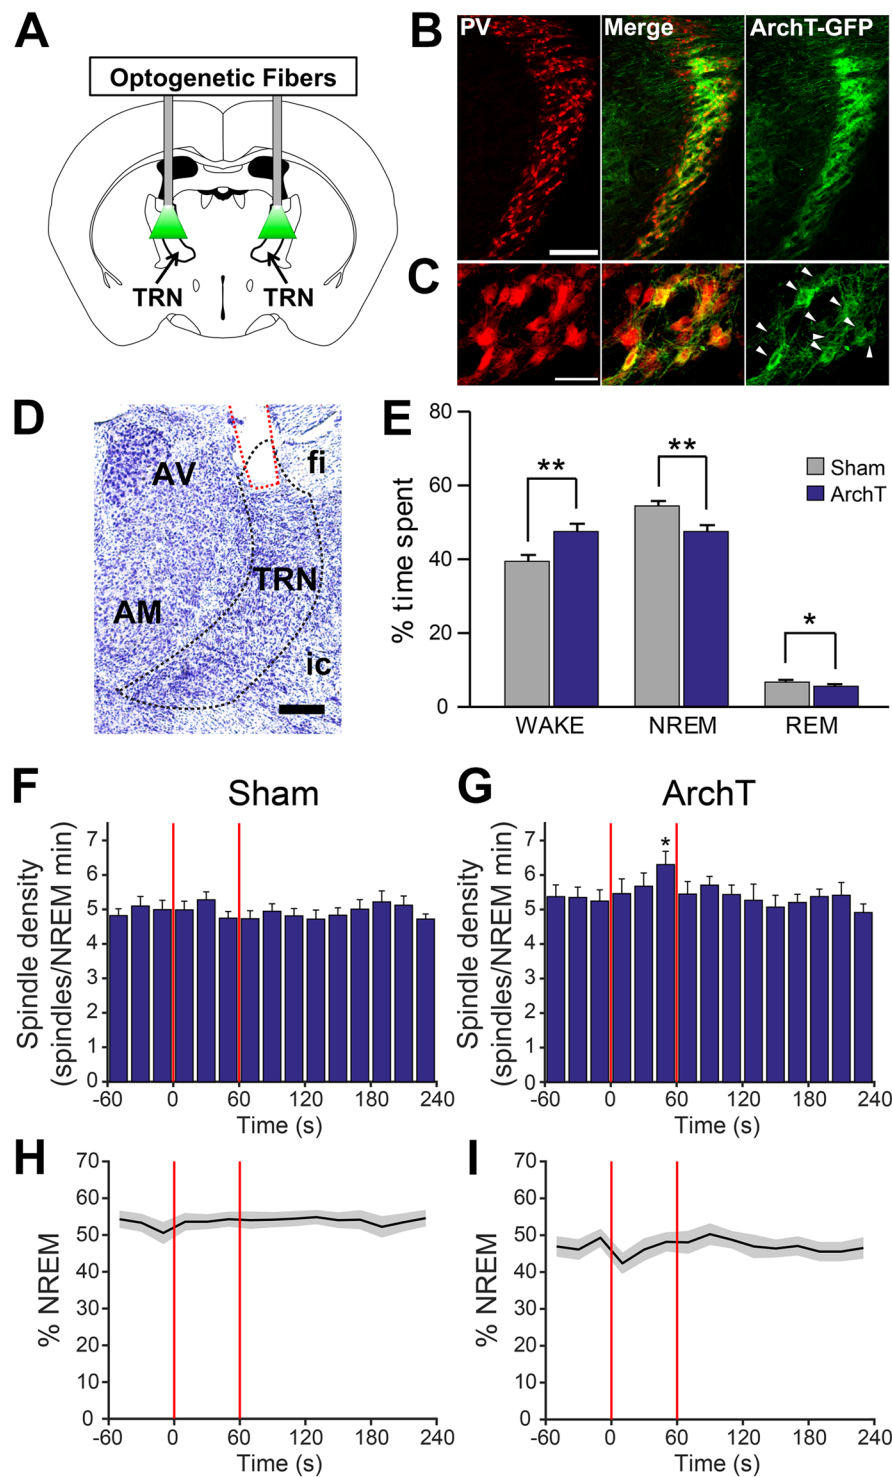 A
Optogenetic Fibers
TRN
TRN
B
PV
Merge
ArchT-GFP
C
D
AV
fi
TRN
AM
ic
E
80
60
40
20
0
% time spent
**
**
*
Sham
ArchT
WAKE
NREM
REM
F
Sham
Spindle density
(spindles/NREM min)
7
6
5
4
3
2
1
0
-60
0
60
120
180
240
Time (s)
G
ArchT
Spindle density
(spindles/NREM min)
7
6
5
4
3
2
1
0
*
-60
0
60
120
180
240
Time (s)
H
% NREM
70
60
50
40
30
20
10
0
-60
0
60
120
180
240
Time (s)
I
% NREM
70
60
50
40
30
20
10
0
-60
0
60
120
180
240
Time (s)